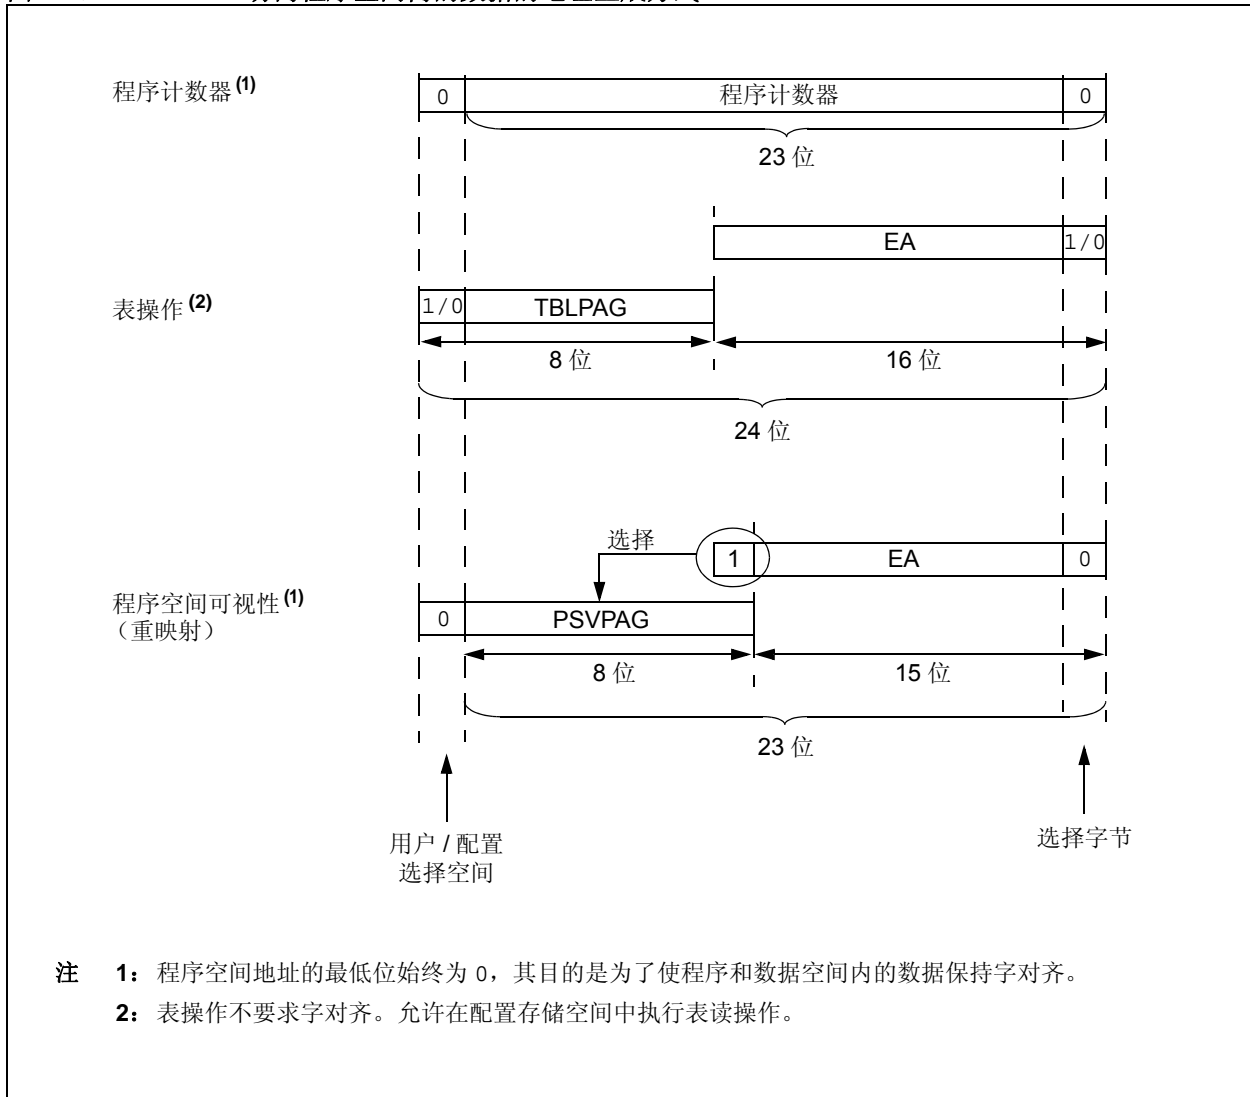 程序计数器(1)
0 程序计数器 0
23 位
EA 1/0
表操作(2)
1/0 TBLPAG
8 位 16 位
24 位
选择
1 EA 0
程序空间可视性(1)
(重映射)
0 PSVPAG
8 位 15 位
23 位
用户 / 配置
选择空间
选择字节
注 1:程序空间地址的最低位始终为 0,其目的是为了使程序和数据空间内的数据保持字对齐。
2:表操作不要求字对齐。允许在配置存储空间中执行表读操作。